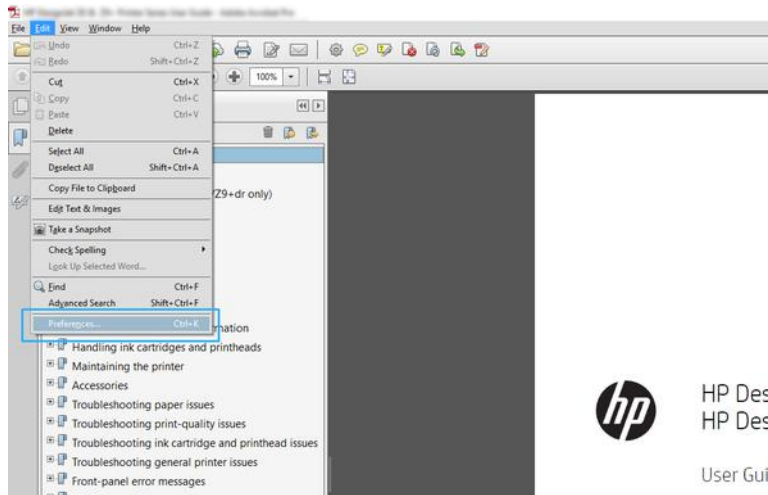 File Edit View Window Help
Undo Ctrl+Z
Redo Shift+Ctrl+Z
100%
Cut Ctrl+X
Copy Ctrl+C
Paste Ctrl+V
Delete
Select All Ctrl+A
Deselect All Shift+Ctrl+A
Copy File to Clipboard
/Z9+dr only)
Edit Text & Images
Take a Snapshot
Check Spelling
Look Up Selected Word...
Find Ctrl+F
Advanced Search Shift+Ctrl+F
Preferences... Ctrl+K
rmation
Handling ink cartridges and printheads
Maintaining the printer
Accessories
Troubleshooting paper issues
Troubleshooting print-quality issues
Troubleshooting ink cartridge and printhead issues
Troubleshooting general printer issues
Front-panel error messages
hp
HP Des
HP Des
User Gui